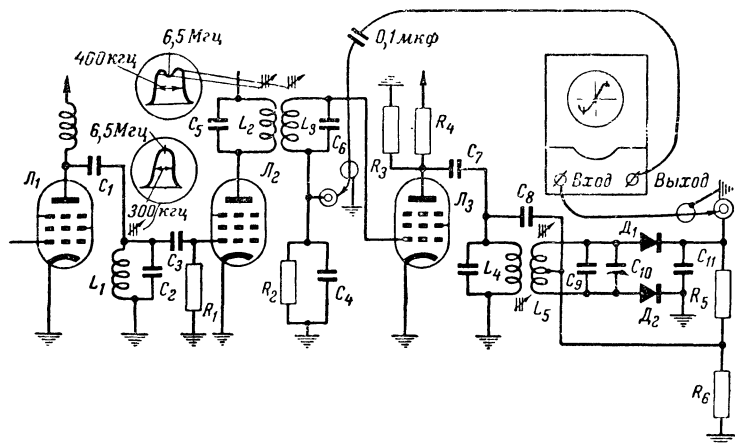 6,5 Мгц
400 кгц
0,1 мкф
C5
L2
L3
C6
R3
R4
6,5 Мгц
Л1
C1
Л2
C7
Вход
Выход
Л3
C8
300 кгц
Д1
C3
L1
C2
R1
R2
C4
L4
L5
C9
C10
C11
R5
Д2
R6